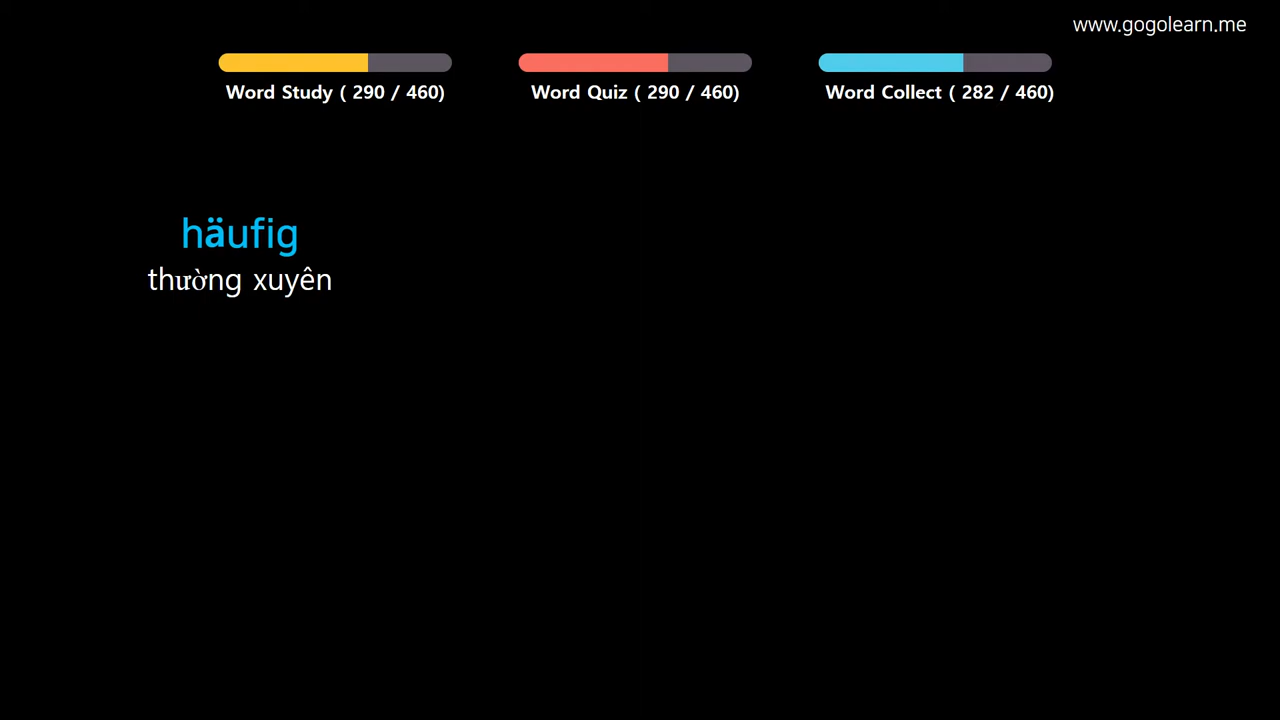 www.gogolearn.me
Word Study ( 290 / 460)
Word Quiz ( 290 / 460)
Word Collect ( 282 / 460)
häufig
thường xuyên